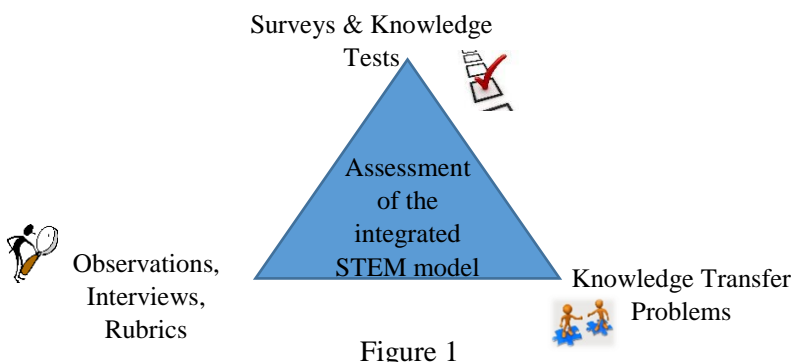 Surveys & Knowledge
Tests
Assessment
of the
integrated
STEM model
Observations,
Interviews,
Rubrics
Knowledge Transfer
Problems
Figure 1